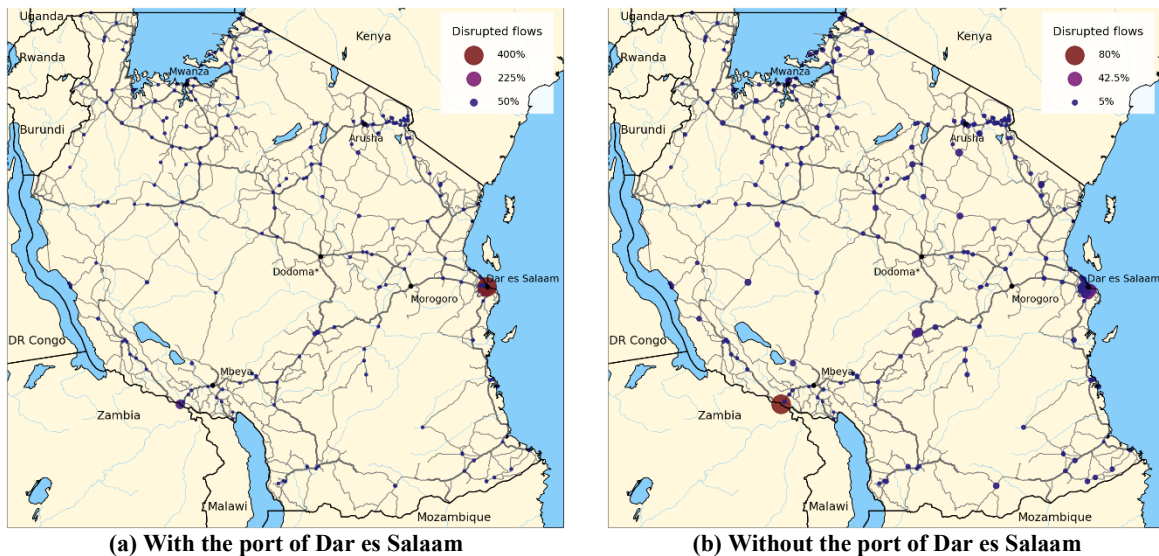 Uganda
Kenya
Disrupted flows
400%
225%
50%
Rwanda
Mwanza
Burundi
Arusha
Dodoma*
Dar es Salaam
Morogoro
DR Congo
Mbeya
Zambia
Malawi
Mozambique
(a) With the port of Dar es Salaam
Uganda
Kenya
Disrupted flows
80%
42.5%
5%
Rwanda
Mwanza
Burundi
Arusha
Dodoma*
Dar es Salaam
Morogoro
DR Congo
Mbeya
Zambia
Malawi
Mozambique
(b) Without the port of Dar es Salaam